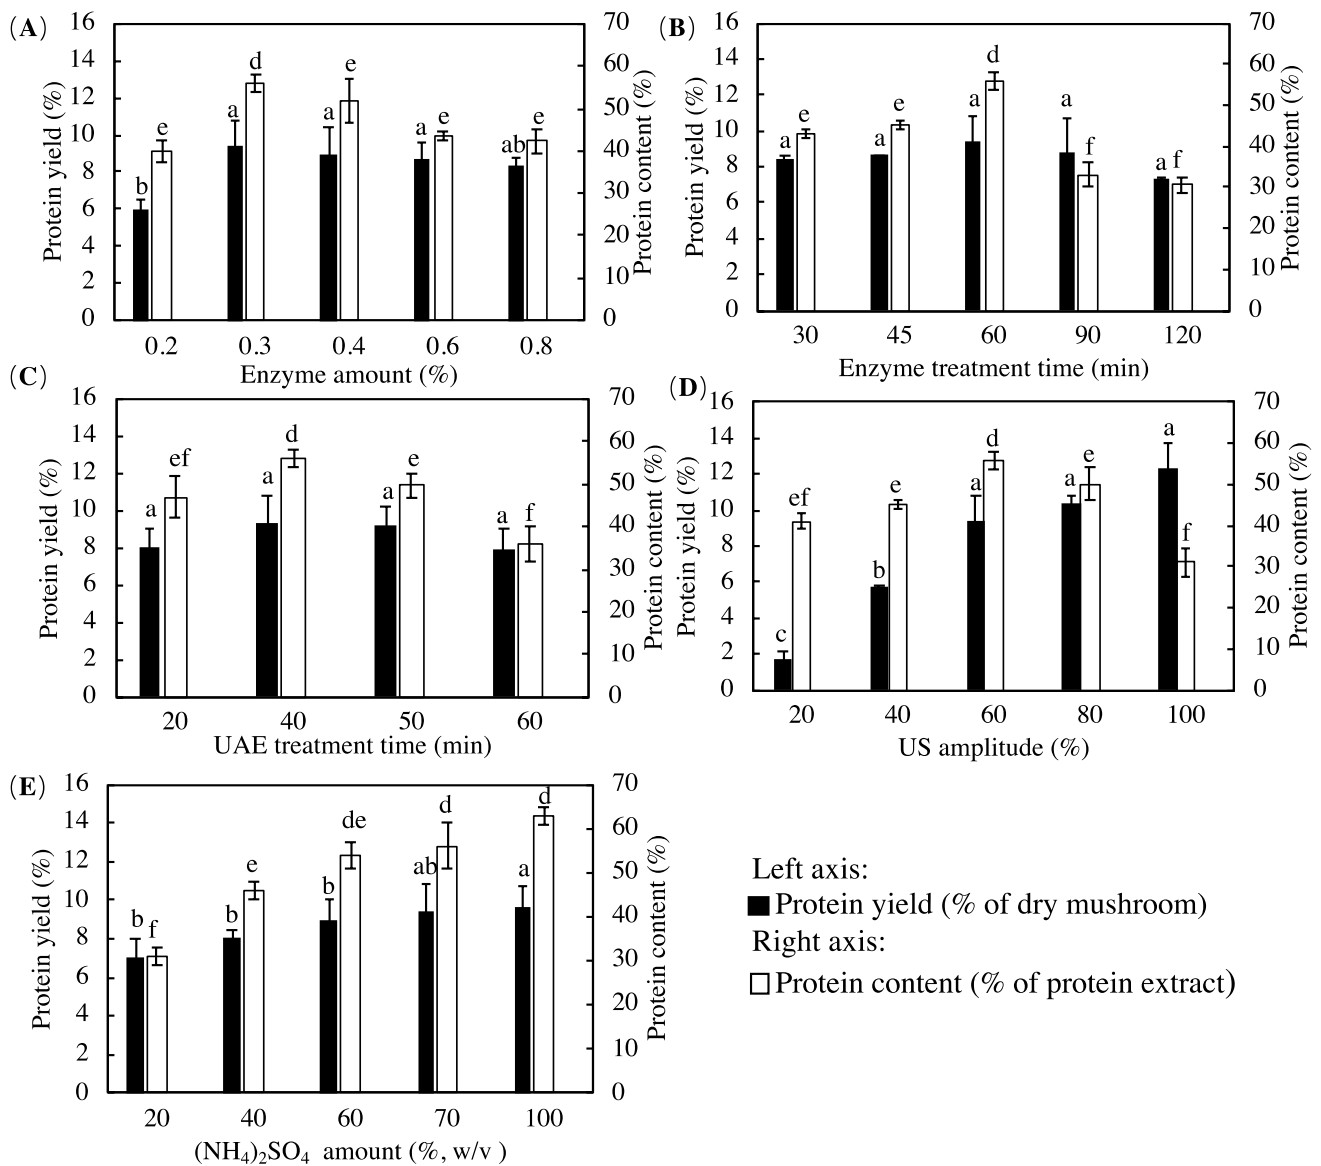 (A)
16
14
12
10
8
6
4
2
0
Protein yield (%)
b e a d a e a e ab e
70
60
50
40
30
20
10
0
Protein content (%)
0.2 0.3 0.4 0.6 0.8
Enzyme amount (%)
(B)
16
14
12
10
8
6
4
2
0
Protein yield (%)
a e a e a d a f a f
70
60
50
40
30
20
10
0
Protein content (%)
30 45 60 90 120
Enzyme treatment time (min)
(C)
16
14
12
10
8
6
4
2
0
Protein yield (%)
a ef a d a e a f
70
60
50
40
30
20
10
0
Protein content (%)
20 40 50 60
UAE treatment time (min)
(D)
16
14
12
10
8
6
4
2
0
Protein yield (%)
c ef b e a d a e a f
70
60
50
40
30
20
10
0
Protein content (%)
20 40 60 80 100
US amplitude (%)
(E)
16
14
12
10
8
6
4
2
0
Protein yield (%)
b f b e b de ab d a d
70
60
50
40
30
20
10
0
Protein content (%)
20 40 60 70 100
(NH₄)₂SO₄ amount (%, w/v )
Left axis:
Protein yield (% of dry mushroom)
Right axis:
Protein content (% of protein extract)